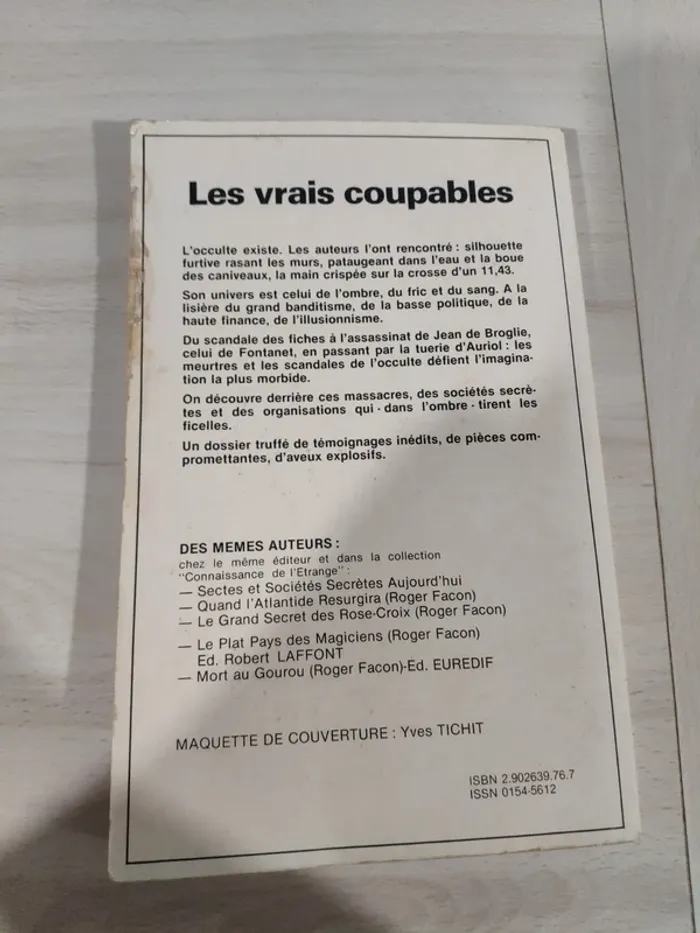 Les vrais coupables
L'occulte existe. Les auteurs l'ont rencontré : silhouette
furtive rasant les murs, pataugeant dans l'eau et la boue
des caniveaux, la main crispée sur la crosse d'un 11,43.
Son univers est celui de l'ombre, du fric et du sang. A la
lisière du grand banditisme, de la basse politique, de la
haute finance, de l'illusionnisme.
Du scandale des fiches à l'assassinat de Jean de Broglie,
celui de Fontanet, en passant par la tuerie d'Auriol : les
meurtres et les scandales de l'occulte défient l'imagina-
tion la plus morbide.
On découvre derrière ces massacres, des sociétés secrè-
tes et des organisations qui - dans l'ombre - tirent les
ficelles.
Un dossier truffé de témoignages inédits, de pièces com-
promettantes, d'aveux explosifs.
DES MEMES AUTEURS :
chez le même éditeur et dans la collection
"Connaissance de l'Etrange" :
— Sectes et Sociétés Secrètes Aujourd'hui
— Quand l'Atlantide Resurgira (Roger Facon)
— Le Grand Secret des Rose-Croix (Roger Facon)
— Le Plat Pays des Magiciens (Roger Facon)
Ed. Robert LAFFONT
— Mort au Gourou (Roger Facon)-Ed. EUREDIF
MAQUETTE DE COUVERTURE : Yves TICHIT
ISBN 2.902639.76.7
ISSN 0154-5612